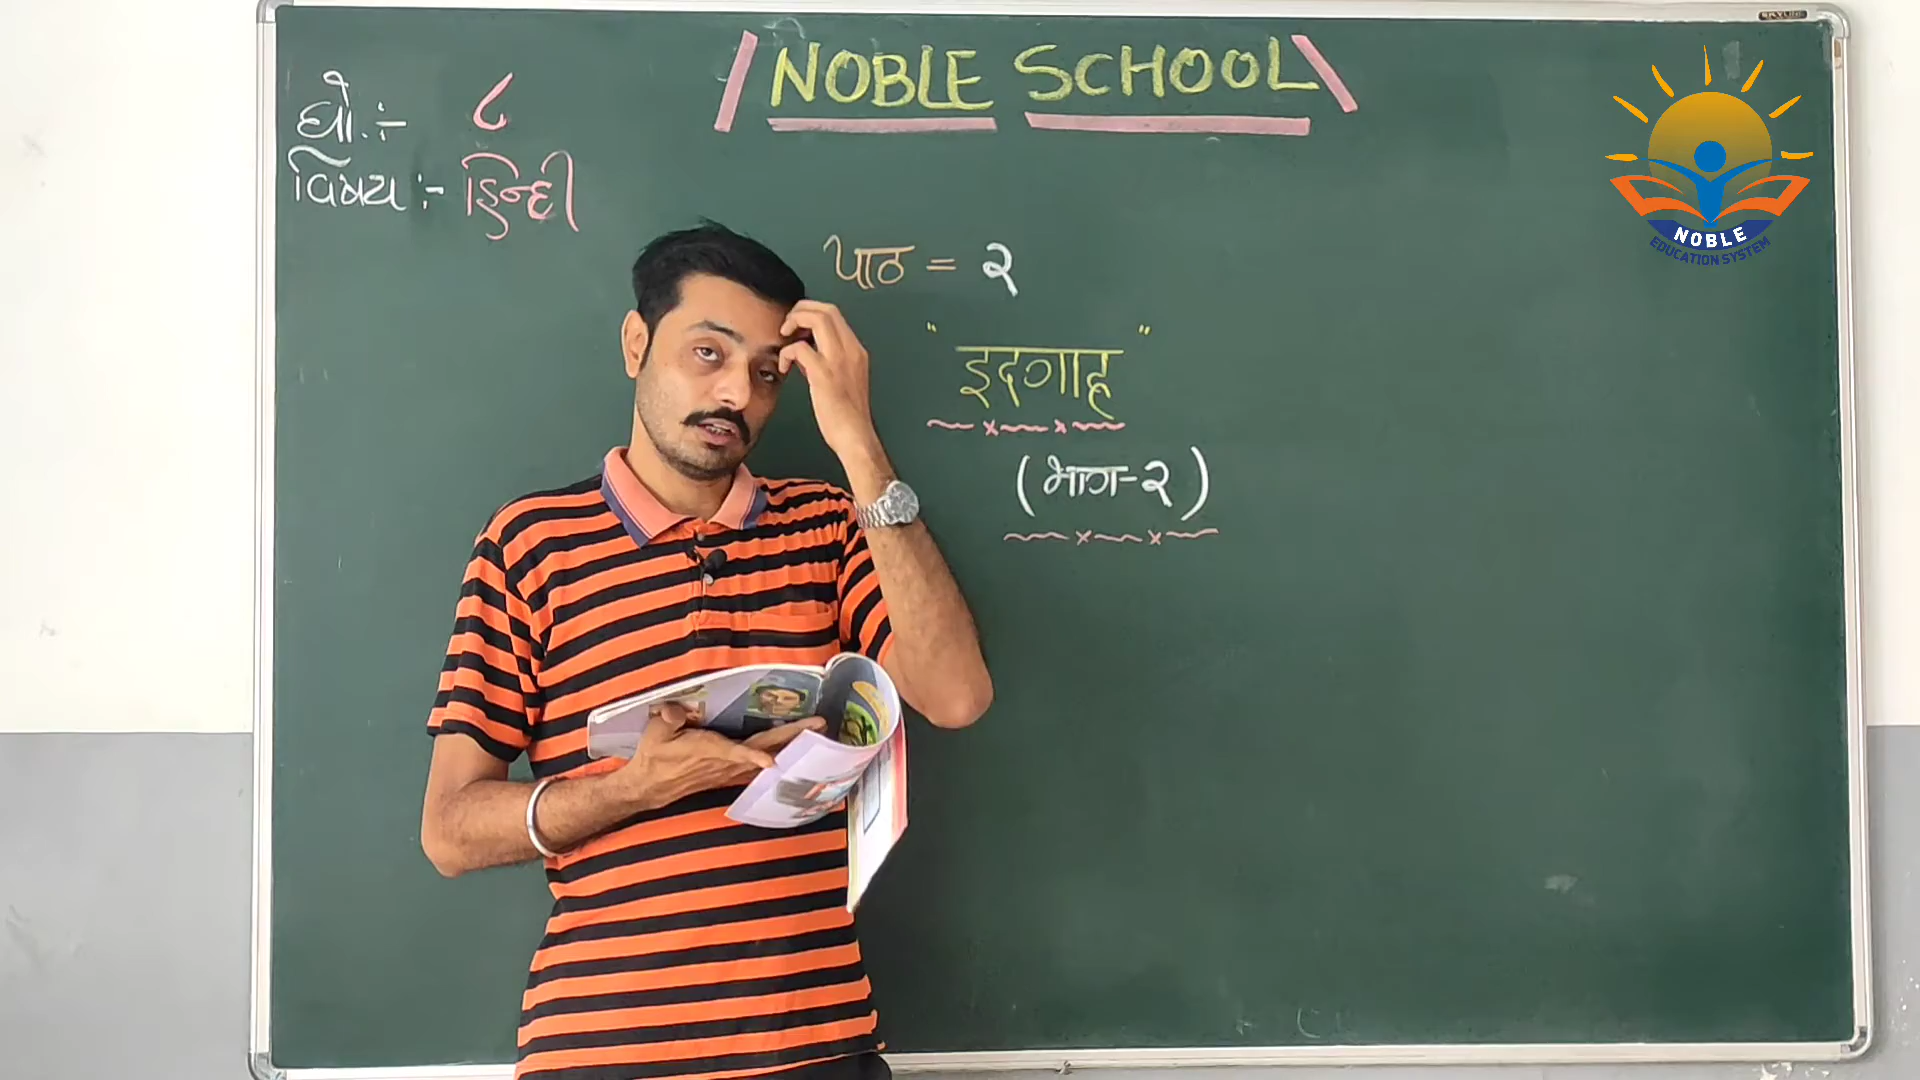 NOBLE SCHOOL
ધો.:- ૮
વિષય :- હિન્દી
पाठ = २
"इदगाह"
(भाग-२)
NOBLE
EDUCATION SYSTEM